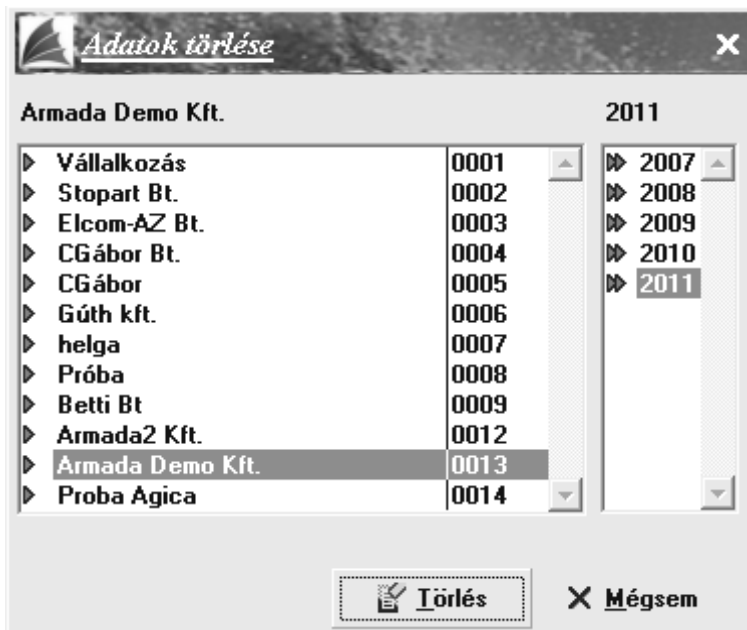 Adatok törlése
Armada Demo Kft. 2011
Vállalkozás 0001 2007
Stopart Bt. 0002 2008
Elcom-AZ Bt. 0003 2009
CGábor Bt. 0004 2010
CGábor 0005 2011
Gúth kft. 0006
helga 0007
Próba 0008
Betti Bt 0009
Armada2 Kft. 0012
Armada Demo Kft. 0013
Proba Agica 0014
Törlés Mégsem